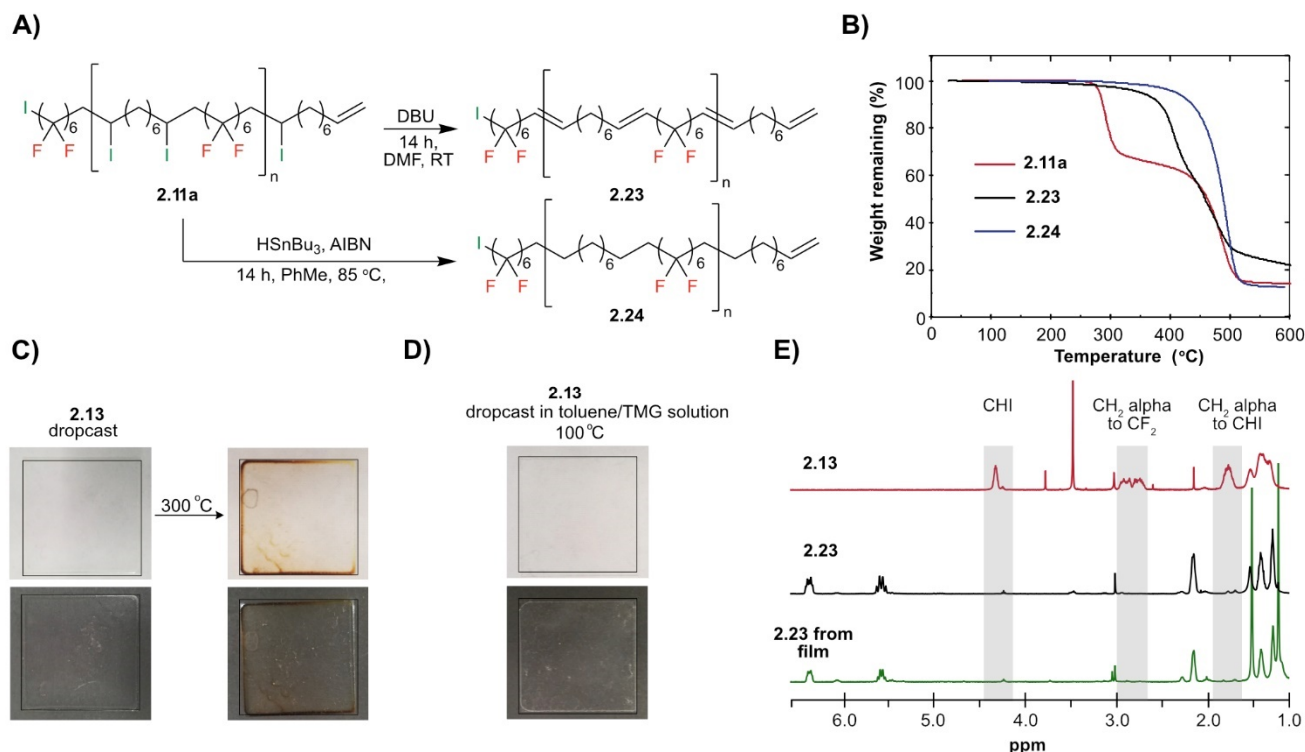 A)
I
6
F F
I
6
I
6
F F
I
6
n
2.11a
DBU
14 h,
DMF, RT
I
6
F F
6
6
F F
6
n
2.23
HSnBu3, AIBN
14 h, PhMe, 85 °C,
I
6
F F
6
6
F F
6
n
2.24
B)
Weight remaining (%)
100
80
60
40
20
0
2.11a
2.23
2.24
0 100 200 300 400 500 600
Temperature (°C)
C)
2.13
dropcast
300 °C
D)
2.13
dropcast in toluene/TMG solution
100 °C
E)
CHI
CH2 alpha
to CF2
CH2 alpha
to CHI
2.13
2.23
2.23 from
film
6.0 5.0 4.0 3.0 2.0 1.0
ppm